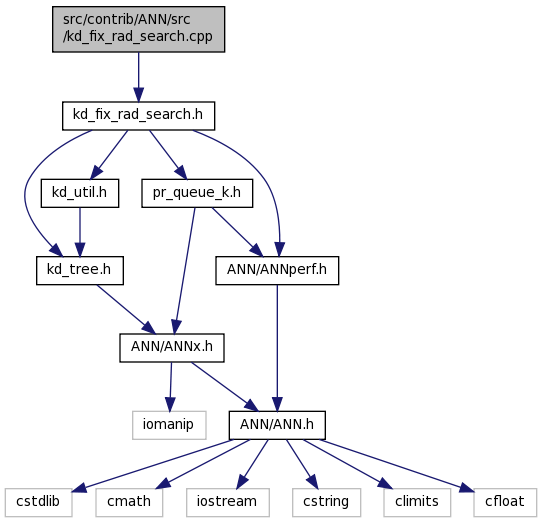 src/contrib/ANN/src
/kd_fix_rad_search.cpp
kd_fix_rad_search.h
kd_util.h
pr_queue_k.h
kd_tree.h
ANN/ANNperf.h
ANN/ANNx.h
iomanip
ANN/ANN.h
cstdlib
cmath
iostream
cstring
climits
cfloat